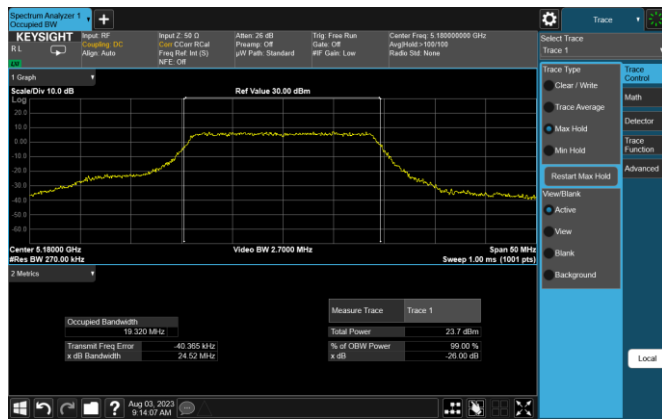 Spectrum Analyzer 1
Occupied BW
KEYSIGHT
R L
LV
Input: RF
Coupling: DC
Align: Auto
Input Z: 50 Ω
Corr CCorr RCal
Freq Ref: Int (S)
NFE: Off
Atten: 26 dB
Preamp: Off
µW Path: Standard
Trig: Free Run
Gate: Off
#IF Gain: Low
Center Freq: 5.180000000 GHz
Avg|Hold >100/100
Radio Std: None
1 Graph
Scale/Div 10.0 dB
Ref Value 30.00 dBm
Log
20.0
10.0
0.00
-10.0
-20.0
-30.0
-40.0
-50.0
-60.0
Center 5.18000 GHz
#Res BW 270.00 kHz
Video BW 2.7000 MHz
Span 50 MHz
Sweep 1.00 ms (1001 pts)
2 Metrics
Occupied Bandwidth
19.320 MHz
Transmit Freq Error -40.365 kHz
x dB Bandwidth 24.52 MHz
Measure Trace Trace 1
Total Power 23.7 dBm
% of OBW Power 99.00 %
x dB -26.00 dB
Aug 03, 2023
9:14:07 AM
Trace
Select Trace
Trace 1
Trace Type
Clear / Write
Trace Average
Max Hold
Min Hold
Restart Max Hold
View/Blank
Active
View
Blank
Background
Trace
Control
Math
Detector
Trace
Function
Advanced
Local